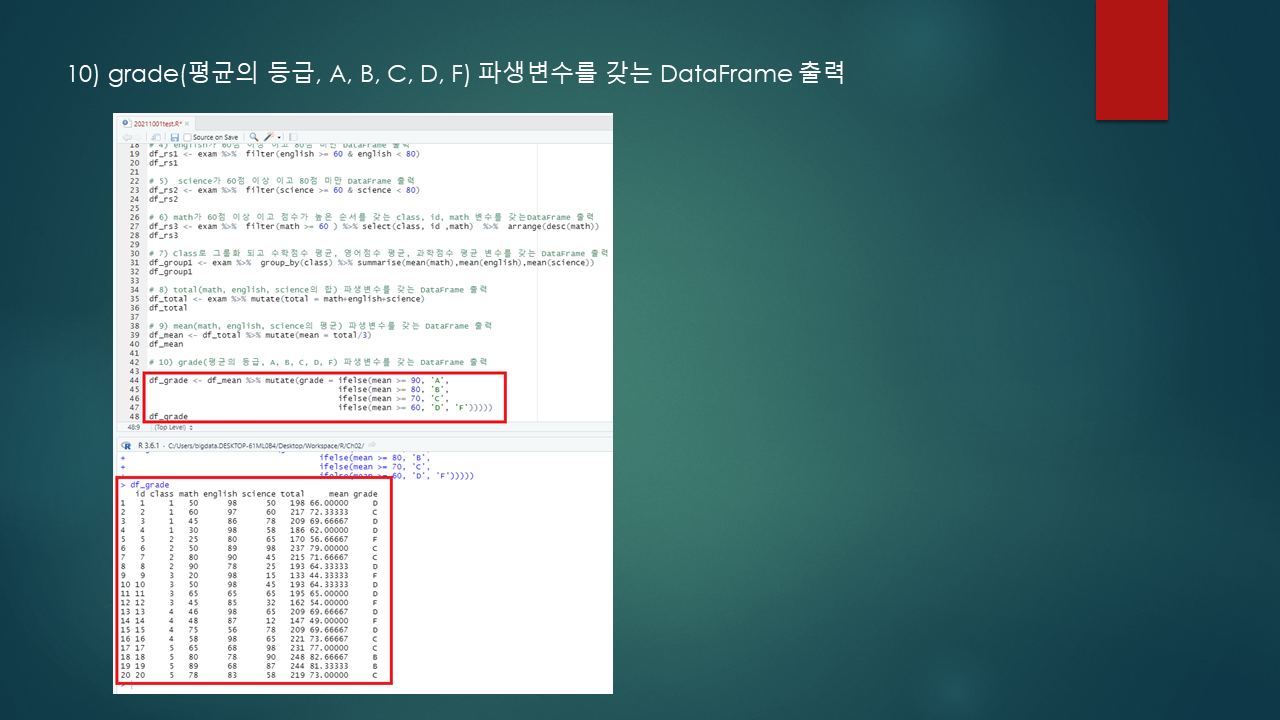 10) grade(평균의 등급, A, B, C, D, F) 파생변수를 갖는 DataFrame 출력
20211001test.R* ×
Source on Save
18 # 4) english가 60점 이상 이고 80점 미만 DataFrame 출력
19 df_rs1 <- exam %>%  filter(english >= 60 & english < 80)
20 df_rs1
21
22 # 5)  science가 60점 이상 이고 80점 미만 DataFrame 출력
23 df_rs2 <- exam %>%  filter(science >= 60 & science < 80)
24 df_rs2
25
26 # 6) math가 60점 이상 이고 점수가 높은 순서를 갖는 class, id, math 변수를 갖는DataFrame 출력
27 df_rs3 <- exam %>%  filter(math >= 60 ) %>% select(class, id ,math)  %>%  arrange(desc(math))
28 df_rs3
29
30 # 7) Class로 그룹화 되고 수학점수 평균, 영어점수 평균, 과학점수 평균 변수를 갖는 DataFrame 출력
31 df_group1 <- exam %>%  group_by(class) %>% summarise(mean(math),mean(english),mean(science))
32 df_group1
33
34 # 8) total(math, english, science의 합) 파생변수를 갖는 DataFrame 출력
35 df_total <- exam %>% mutate(total = math+english+science)
36 df_total
37
38 # 9) mean(math, english, science의 평균) 파생변수를 갖는 DataFrame 출력
39 df_mean <- df_total %>% mutate(mean = total/3)
40 df_mean
41
42 # 10) grade(평균의 등급, A, B, C, D, F) 파생변수를 갖는 DataFrame 출력
43
44 df_grade <- df_mean %>% mutate(grade = ifelse(mean >= 90, 'A',
45 ifelse(mean >= 80, 'B',
46 ifelse(mean >= 70, 'C',
47 ifelse(mean >= 60, 'D', 'F')))))
48 df_grade
48:9 (Top Level)
R 3.6.1 · C:/Users/bigdata.DESKTOP-61ML0B4/Desktop/Workspace/R/Ch02/
+ ifelse(mean >= 80, 'B',
+ ifelse(mean >= 70, 'C',
+ ifelse(mean >= 60, 'D', 'F')))))
> df_grade
id class math english science total mean grade
1 1 1 50 98 50 198 66.00000 D
2 2 1 60 97 60 217 72.33333 C
3 3 1 45 86 78 209 69.66667 D
4 4 1 30 98 58 186 62.00000 D
5 5 2 25 80 65 170 56.66667 F
6 6 2 50 89 98 237 79.00000 C
7 7 2 80 90 45 215 71.66667 C
8 8 2 90 78 25 193 64.33333 D
9 9 3 20 98 15 133 44.33333 F
10 10 3 50 98 45 193 64.33333 D
11 11 3 65 65 65 195 65.00000 D
12 12 3 45 85 32 162 54.00000 F
13 13 4 46 98 65 209 69.66667 D
14 14 4 48 87 12 147 49.00000 F
15 15 4 75 56 78 209 69.66667 D
16 16 4 58 98 65 221 73.66667 C
17 17 5 65 68 98 231 77.00000 C
18 18 5 80 78 90 248 82.66667 B
19 19 5 89 68 87 244 81.33333 B
20 20 5 78 83 58 219 73.00000 C
>